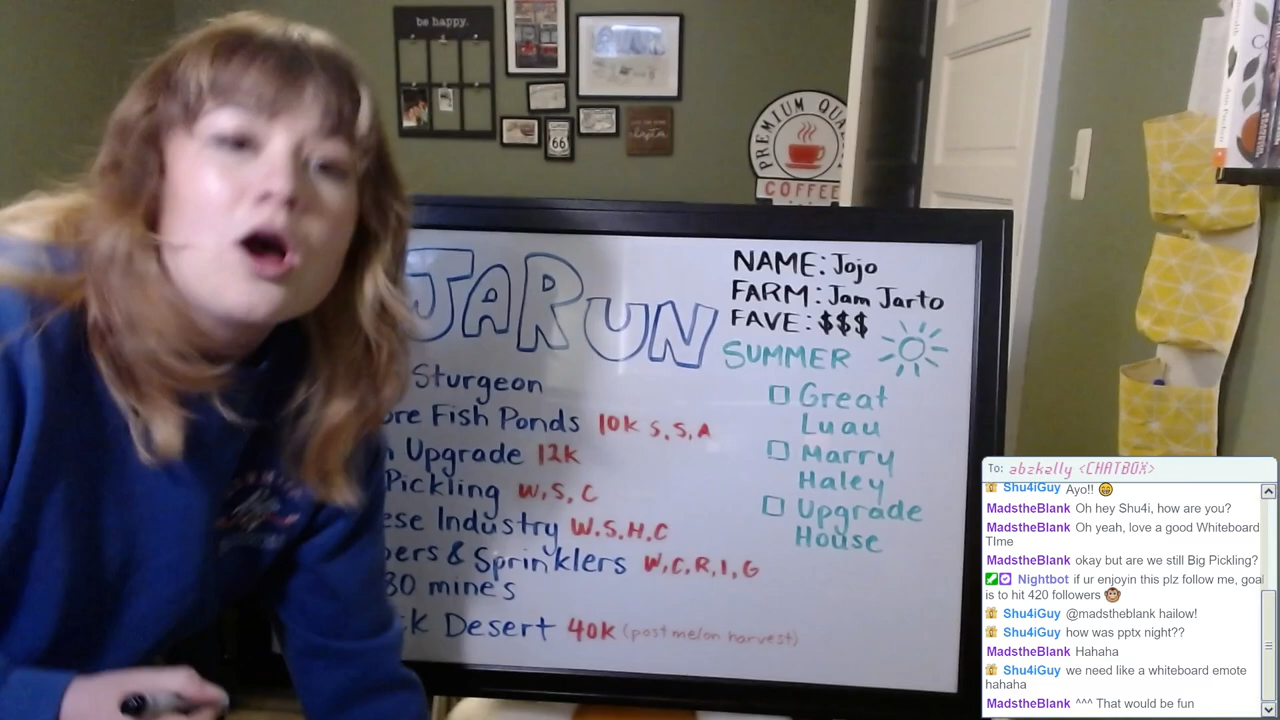 be happy.
66
PREMIUM QUA
COFFEE
JARUN
NAME: Jojo
FARM: Jam Jarto
FAVE: $$$
SUMMER
Great
Luau
Marry
Haley
Upgrade
House
Sturgeon
ore Fish Ponds 10k S, S, A
Upgrade 12k
Pickling W, S, C
ese Industry W.S.H.C
pers & Sprinklers W,C,R,I,G
80 mines
ck Desert 40k (post melon harvest)
To: abzkelly <CHATBOX>
Shu4iGuy Ayo!!
MadstheBlank Oh hey Shu4i, how are you?
MadstheBlank Oh yeah, love a good Whiteboard
TIme
MadstheBlank okay but are we still Big Pickling?
Nightbot if ur enjoyin this plz follow me, goal
is to hit 420 followers
Shu4iGuy @madstheblank hailow!
Shu4iGuy how was pptx night??
MadstheBlank Hahaha
Shu4iGuy we need like a whiteboard emote
hahaha
MadstheBlank ^^^ That would be fun